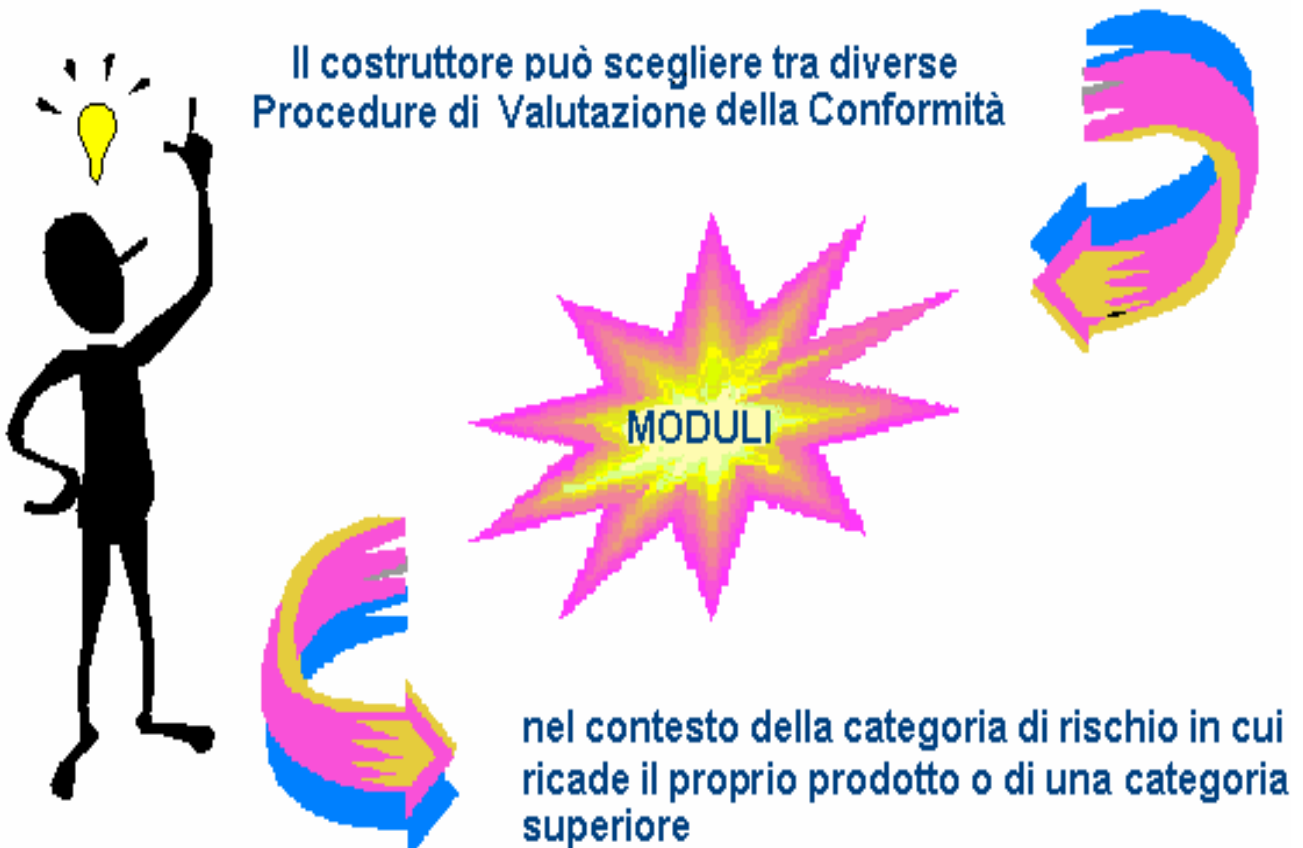 Il costruttore può scegliere tra diverse
Procedure di Valutazione della Conformità
MODULI
nel contesto della categoria di rischio in cui
ricade il proprio prodotto o di una categoria
superiore